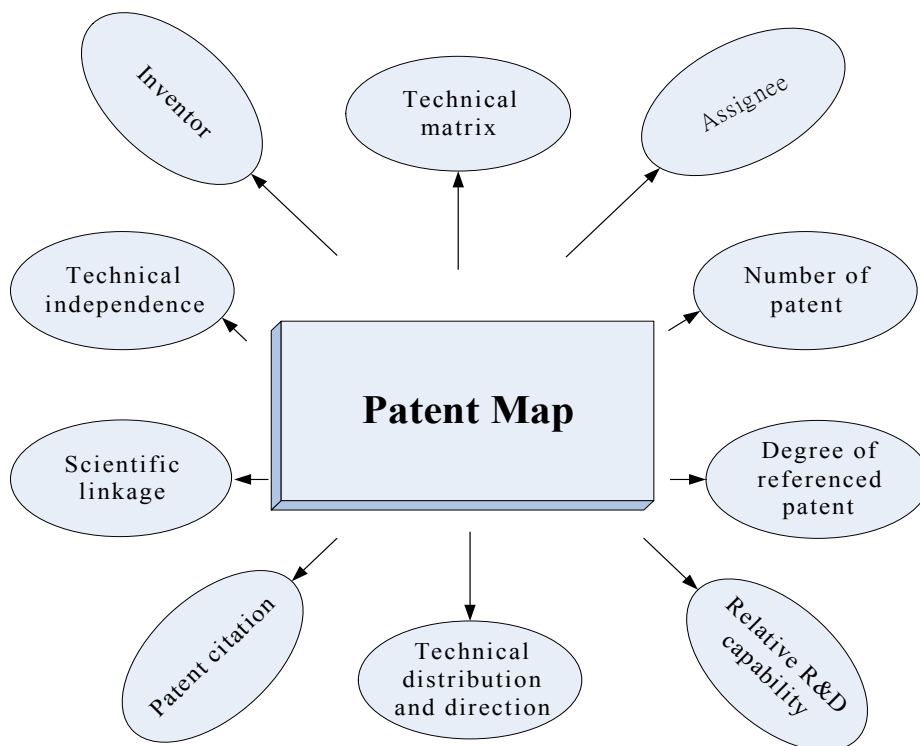 Inventor
Technical
matrix
Assignee
Technical
independence
Number of
patent
Patent Map
Scientific
linkage
Degree of
referenced
patent
Patent citation
Technical
distribution
and direction
Relative R&D
capability